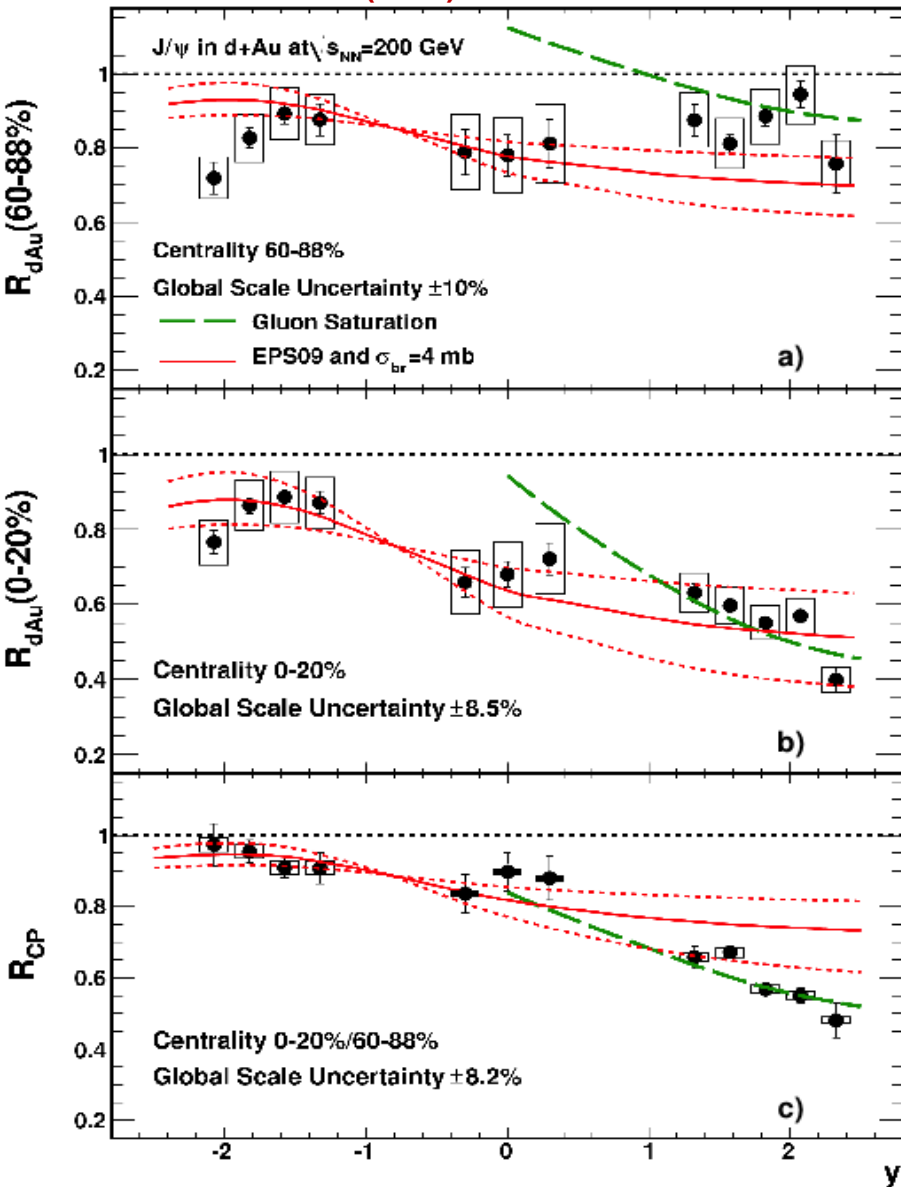 J/ψ in d+Au at √s_NN=200 GeV
R_dAu(60-88%)
1
0.8
0.6
0.4
0.2
Centrality 60-88%
Global Scale Uncertainty ±10%
Gluon Saturation
EPS09 and σ_br=4 mb
a)
R_dAu(0-20%)
1
0.8
0.6
0.4
0.2
Centrality 0-20%
Global Scale Uncertainty ±8.5%
b)
R_CP
1
0.8
0.6
0.4
0.2
Centrality 0-20%/60-88%
Global Scale Uncertainty ±8.2%
c)
-2 -1 0 1 2
y